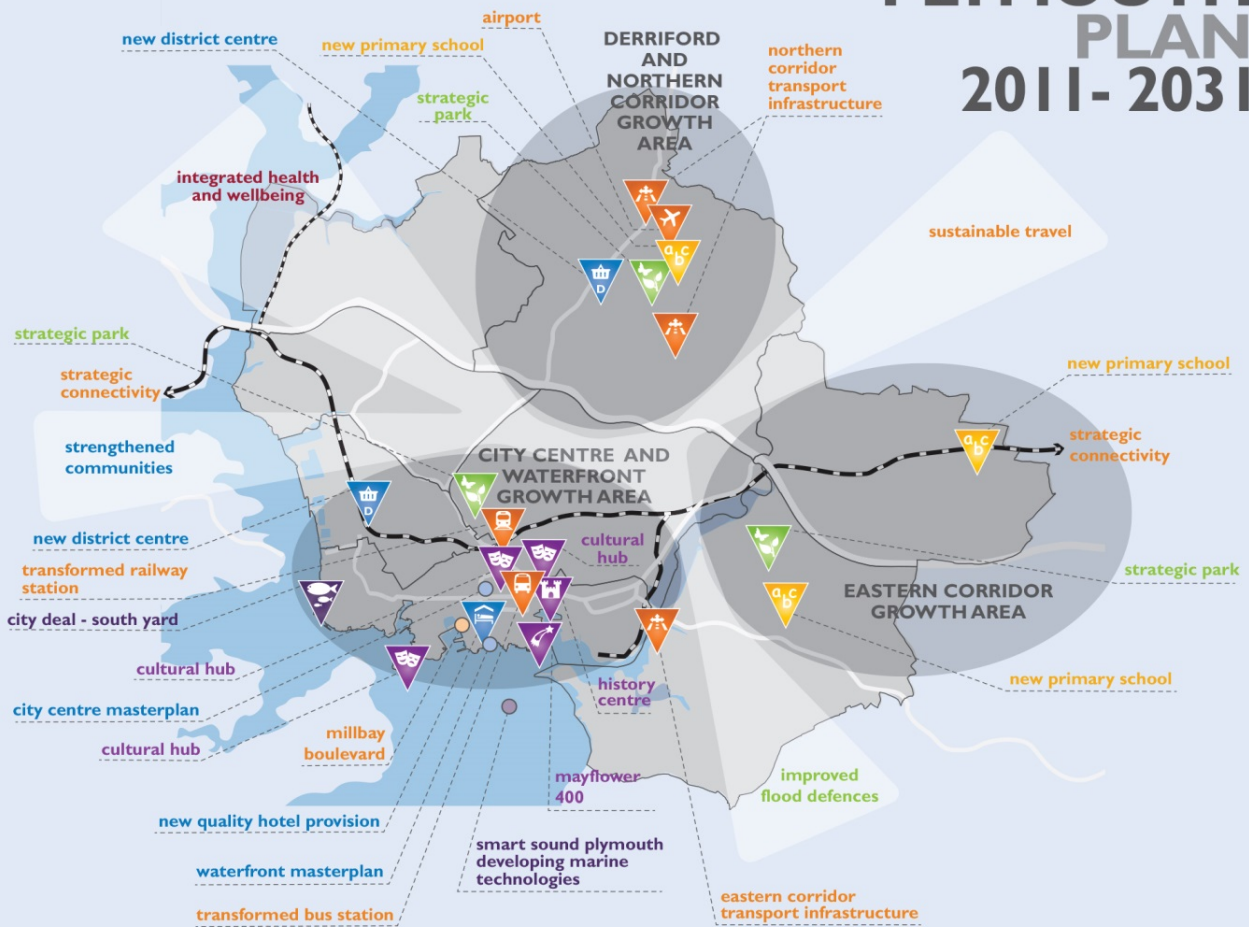 PLAN
2011- 2031
airport
new district centre
new primary school
strategic
park
DERRIFORD
AND
NORTHERN
CORRIDOR
GROWTH
AREA
northern
corridor
transport
infrastructure
integrated health
and wellbeing
sustainable travel
a b c
D
strategic park
strategic
connectivity
new primary school
a b c
strategic
connectivity
strengthened
communities
CITY CENTRE AND
WATERFRONT
GROWTH AREA
D
new district centre
cultural
hub
transformed railway
station
strategic park
a b c
EASTERN CORRIDOR
GROWTH AREA
city deal - south yard
cultural hub
new primary school
history
centre
city centre masterplan
cultural hub
millbay
boulevard
mayflower
400
improved
flood defences
new quality hotel provision
smart sound plymouth
developing marine
technologies
waterfront masterplan
eastern corridor
transport infrastructure
transformed bus station